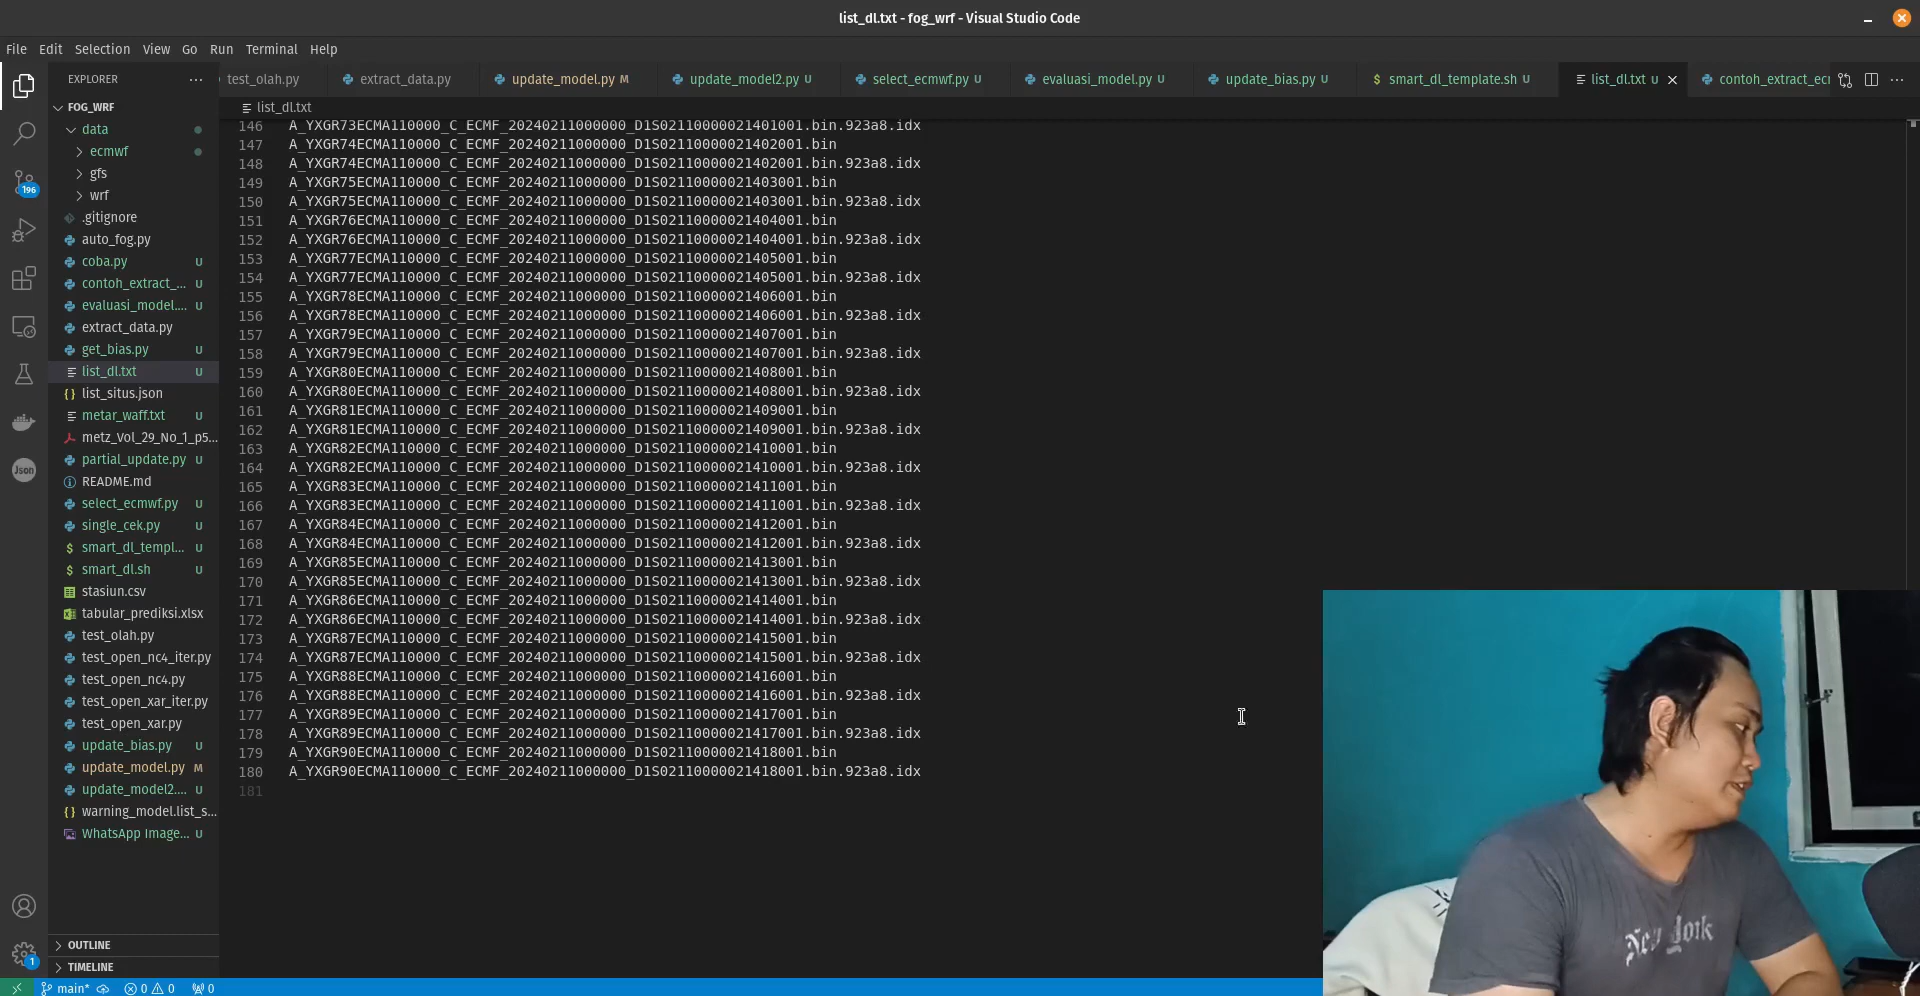 list_dl.txt - fog_wrf - Visual Studio Code
File Edit Selection View Go Run Terminal Help
EXPLORER
test_olah.py
extract_data.py
update_model.py M
update_model2.py U
select_ecmwf.py U
evaluasi_model.py U
update_bias.py U
smart_dl_template.sh U
list_dl.txt U
contoh_extract_ecr
FOG_WRF
data
ecmwf
gfs
wrf
.gitignore
auto_fog.py
coba.py U
contoh_extract_... U
evaluasi_model.... U
extract_data.py
get_bias.py U
list_dl.txt U
list_situs.json
metar_waff.txt U
metz_Vol_29_No_1_p5...
partial_update.py U
README.md
select_ecmwf.py U
single_cek.py U
smart_dl_templ... U
smart_dl.sh U
stasiun.csv
tabular_prediksi.xlsx
test_olah.py
test_open_nc4_iter.py
test_open_nc4.py
test_open_xar_iter.py
test_open_xar.py
update_bias.py U
update_model.py M
update_model2.... U
warning_model.list_s...
WhatsApp Image... U
OUTLINE
TIMELINE
196
Json
1
list_dl.txt
146 A_YXGR73ECMA110000_C_ECMF_20240211000000_D1S02110000021401001.bin.923a8.idx
147 A_YXGR74ECMA110000_C_ECMF_20240211000000_D1S02110000021402001.bin
148 A_YXGR74ECMA110000_C_ECMF_20240211000000_D1S02110000021402001.bin.923a8.idx
149 A_YXGR75ECMA110000_C_ECMF_20240211000000_D1S02110000021403001.bin
150 A_YXGR75ECMA110000_C_ECMF_20240211000000_D1S02110000021403001.bin.923a8.idx
151 A_YXGR76ECMA110000_C_ECMF_20240211000000_D1S02110000021404001.bin
152 A_YXGR76ECMA110000_C_ECMF_20240211000000_D1S02110000021404001.bin.923a8.idx
153 A_YXGR77ECMA110000_C_ECMF_20240211000000_D1S02110000021405001.bin
154 A_YXGR77ECMA110000_C_ECMF_20240211000000_D1S02110000021405001.bin.923a8.idx
155 A_YXGR78ECMA110000_C_ECMF_20240211000000_D1S02110000021406001.bin
156 A_YXGR78ECMA110000_C_ECMF_20240211000000_D1S02110000021406001.bin.923a8.idx
157 A_YXGR79ECMA110000_C_ECMF_20240211000000_D1S02110000021407001.bin
158 A_YXGR79ECMA110000_C_ECMF_20240211000000_D1S02110000021407001.bin.923a8.idx
159 A_YXGR80ECMA110000_C_ECMF_20240211000000_D1S02110000021408001.bin
160 A_YXGR80ECMA110000_C_ECMF_20240211000000_D1S02110000021408001.bin.923a8.idx
161 A_YXGR81ECMA110000_C_ECMF_20240211000000_D1S02110000021409001.bin
162 A_YXGR81ECMA110000_C_ECMF_20240211000000_D1S02110000021409001.bin.923a8.idx
163 A_YXGR82ECMA110000_C_ECMF_20240211000000_D1S02110000021410001.bin
164 A_YXGR82ECMA110000_C_ECMF_20240211000000_D1S02110000021410001.bin.923a8.idx
165 A_YXGR83ECMA110000_C_ECMF_20240211000000_D1S02110000021411001.bin
166 A_YXGR83ECMA110000_C_ECMF_20240211000000_D1S02110000021411001.bin.923a8.idx
167 A_YXGR84ECMA110000_C_ECMF_20240211000000_D1S02110000021412001.bin
168 A_YXGR84ECMA110000_C_ECMF_20240211000000_D1S02110000021412001.bin.923a8.idx
169 A_YXGR85ECMA110000_C_ECMF_20240211000000_D1S02110000021413001.bin
170 A_YXGR85ECMA110000_C_ECMF_20240211000000_D1S02110000021413001.bin.923a8.idx
171 A_YXGR86ECMA110000_C_ECMF_20240211000000_D1S02110000021414001.bin
172 A_YXGR86ECMA110000_C_ECMF_20240211000000_D1S02110000021414001.bin.923a8.idx
173 A_YXGR87ECMA110000_C_ECMF_20240211000000_D1S02110000021415001.bin
174 A_YXGR87ECMA110000_C_ECMF_20240211000000_D1S02110000021415001.bin.923a8.idx
175 A_YXGR88ECMA110000_C_ECMF_20240211000000_D1S02110000021416001.bin
176 A_YXGR88ECMA110000_C_ECMF_20240211000000_D1S02110000021416001.bin.923a8.idx
177 A_YXGR89ECMA110000_C_ECMF_20240211000000_D1S02110000021417001.bin
178 A_YXGR89ECMA110000_C_ECMF_20240211000000_D1S02110000021417001.bin.923a8.idx
179 A_YXGR90ECMA110000_C_ECMF_20240211000000_D1S02110000021418001.bin
180 A_YXGR90ECMA110000_C_ECMF_20240211000000_D1S02110000021418001.bin.923a8.idx
181
New York
main* 0 0 0